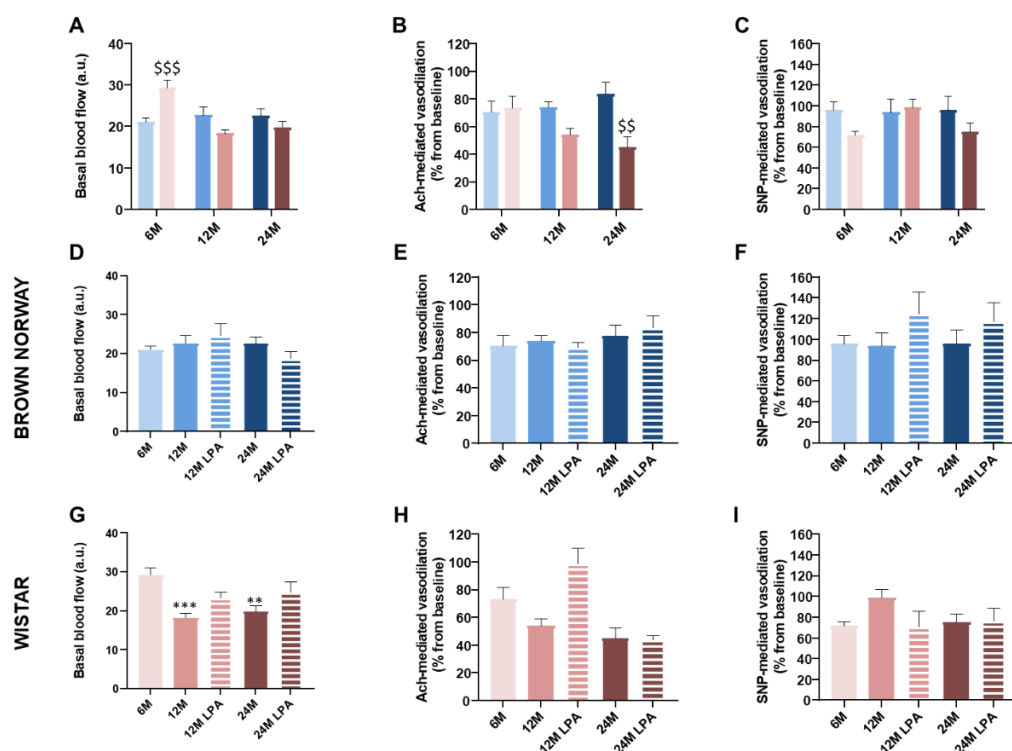 A
Basal blood flow (a.u.)
40
30
20
10
0
$$$
6M
12M
24M
B
Ach-mediated vasodilation
(% from baseline)
120
100
80
60
40
20
0
$$
6M
12M
24M
C
SNP-mediated vasodilation
(% from baseline)
160
140
120
100
80
60
40
20
0
6M
12M
24M
BROWN NORWAY
D
Basal blood flow (a.u.)
40
30
20
10
0
6M
12M
12M LPA
24M
24M LPA
E
Ach-mediated vasodilation
(% from baseline)
120
100
80
60
40
20
0
6M
12M
12M LPA
24M
24M LPA
F
SNP-mediated vasodilation
(% from baseline)
160
140
120
100
80
60
40
20
0
6M
12M
12M LPA
24M
24M LPA
WISTAR
G
Basal blood flow (a.u.)
40
30
20
10
0
***
**
6M
12M
12M LPA
24M
24M LPA
H
Ach-mediated vasodilation
(% from baseline)
120
100
80
60
40
20
0
6M
12M
12M LPA
24M
24M LPA
I
SNP-mediated vasodilation
(% from baseline)
160
140
120
100
80
60
40
20
0
6M
12M
12M LPA
24M
24M LPA